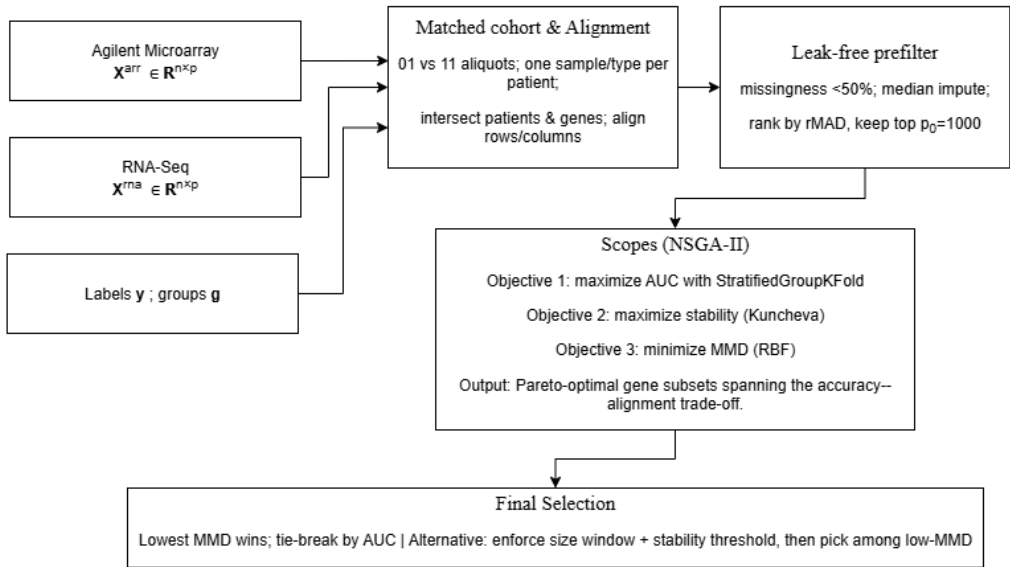 Agilent Microarray
X^arr ∈ R^n×p
RNA-Seq
X^rna ∈ R^n×p
Labels y ; groups g
Matched cohort & Alignment
01 vs 11 aliquots; one sample/type per
patient;
intersect patients & genes; align
rows/columns
Leak-free prefilter
missingness <50%; median impute;
rank by rMAD, keep top p₀=1000
Scopes (NSGA-II)
Objective 1: maximize AUC with StratifiedGroupKFold
Objective 2: maximize stability (Kuncheva)
Objective 3: minimize MMD (RBF)
Output: Pareto-optimal gene subsets spanning the accuracy--
alignment trade-off.
Final Selection
Lowest MMD wins; tie-break by AUC | Alternative: enforce size window + stability threshold, then pick among low-MMD